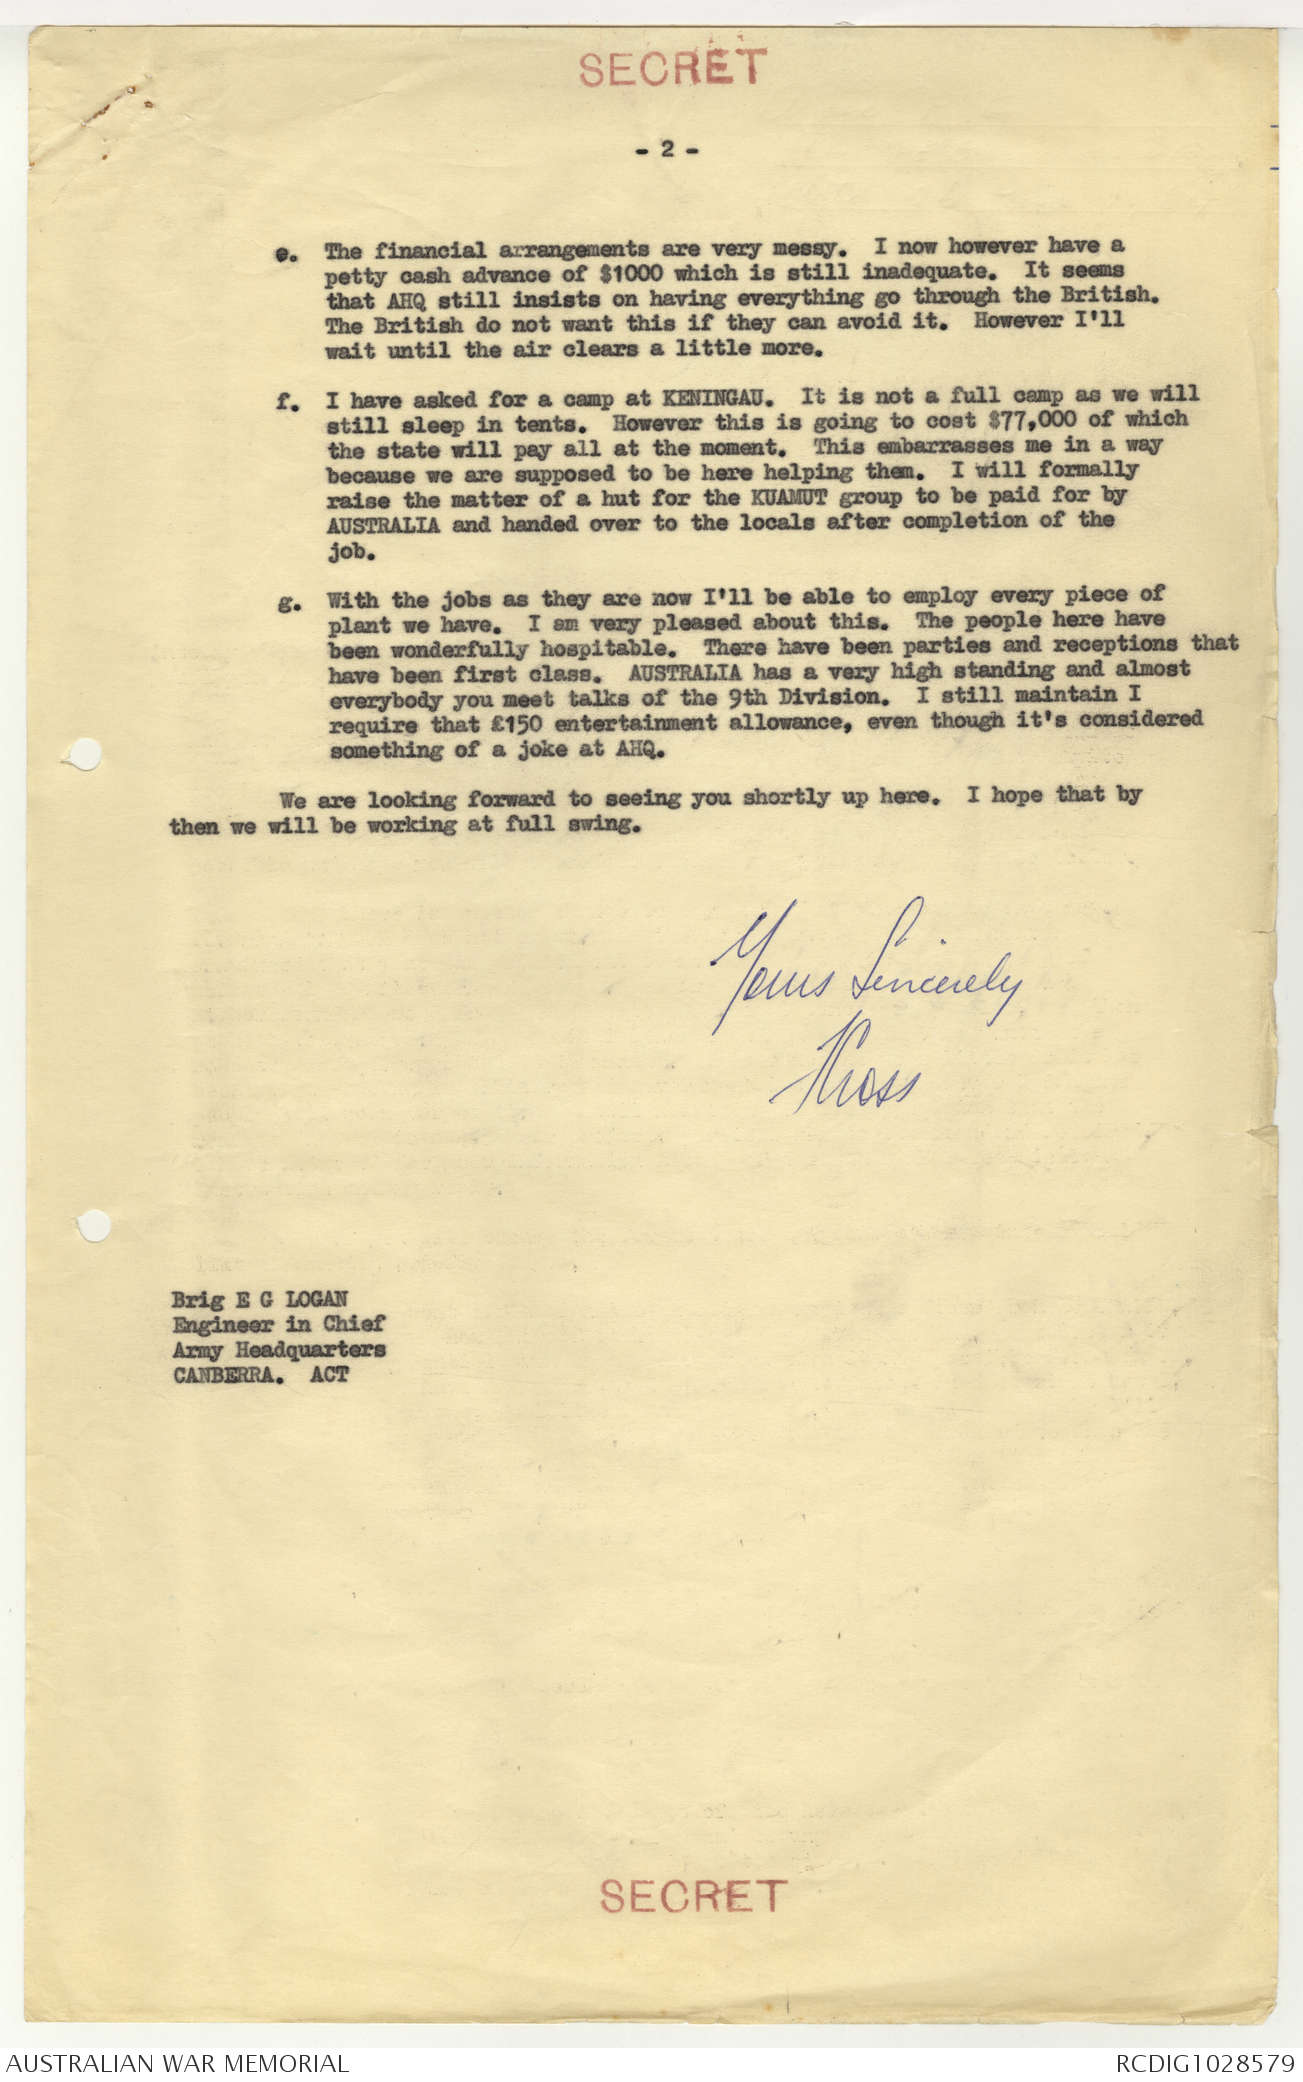 SECRET
- 2 -
e. The financial arrangements are very messy. I now however have a
petty cash advance of $1000 which is still inadequate. It seems
that AHQ still insists on having everything go through the British.
The British do not want this if they can avoid it. However I'll
wait until the air clears a little more.
f. I have asked for a camp at KENINGAU. It is not a full camp as we will
still sleep in tents. However this is going to cost $77,000 of which
the state will pay all at the moment. This embarrasses me in a way
because we are supposed to be here helping them. I will formally
raise the matter of a hut for the KUAMUT group to be paid for by
AUSTRALIA and handed over to the locals after completion of the
job.
g. With the jobs as they are now I'll be able to employ every piece of
plant we have. I am very pleased about this. The people here have
been wonderfully hospitable. There have been parties and receptions that
have been first class. AUSTRALIA has a very high standing and almost
everybody you meet talks of the 9th Division. I still maintain I
require that £150 entertainment allowance, even though it's considered
something of a joke at AHQ.
We are looking forward to seeing you shortly up here. I hope that by
then we will be working at full swing.
Yours Sincerely
Ross
Brig E G LOGAN
Engineer in Chief
Army Headquarters
CANBERRA. ACT
SECRET
AUSTRALIAN WAR MEMORIAL
RCDIG1028579